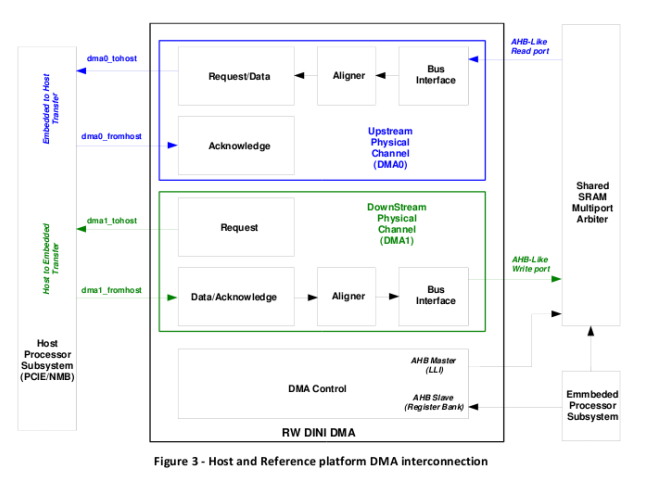 dma0_tohost
Embedded to Host
Transfer
dma0_fromhost
Request/Data
Aligner
Bus
Interface
AHB-Like
Read port
Acknowledge
Upstream
Physical
Channel
(DMA0)
Shared
SRAM
Multiport
Arbiter
dma1_tohost
Host to Embedded
Transfer
dma1_fromhost
Request
DownStream
Physical
Channel
(DMA1)
AHB-Like
Write port
Data/Acknowledge
Aligner
Bus
Interface
Host
Processor
Subsystem
(PCIE/NMB)
DMA Control
AHB Master
(LLI)
AHB Slave
(Register Bank)
Emmbeded
Processor
Subsystem
RW DINI DMA
Figure 3 - Host and Reference platform DMA interconnection